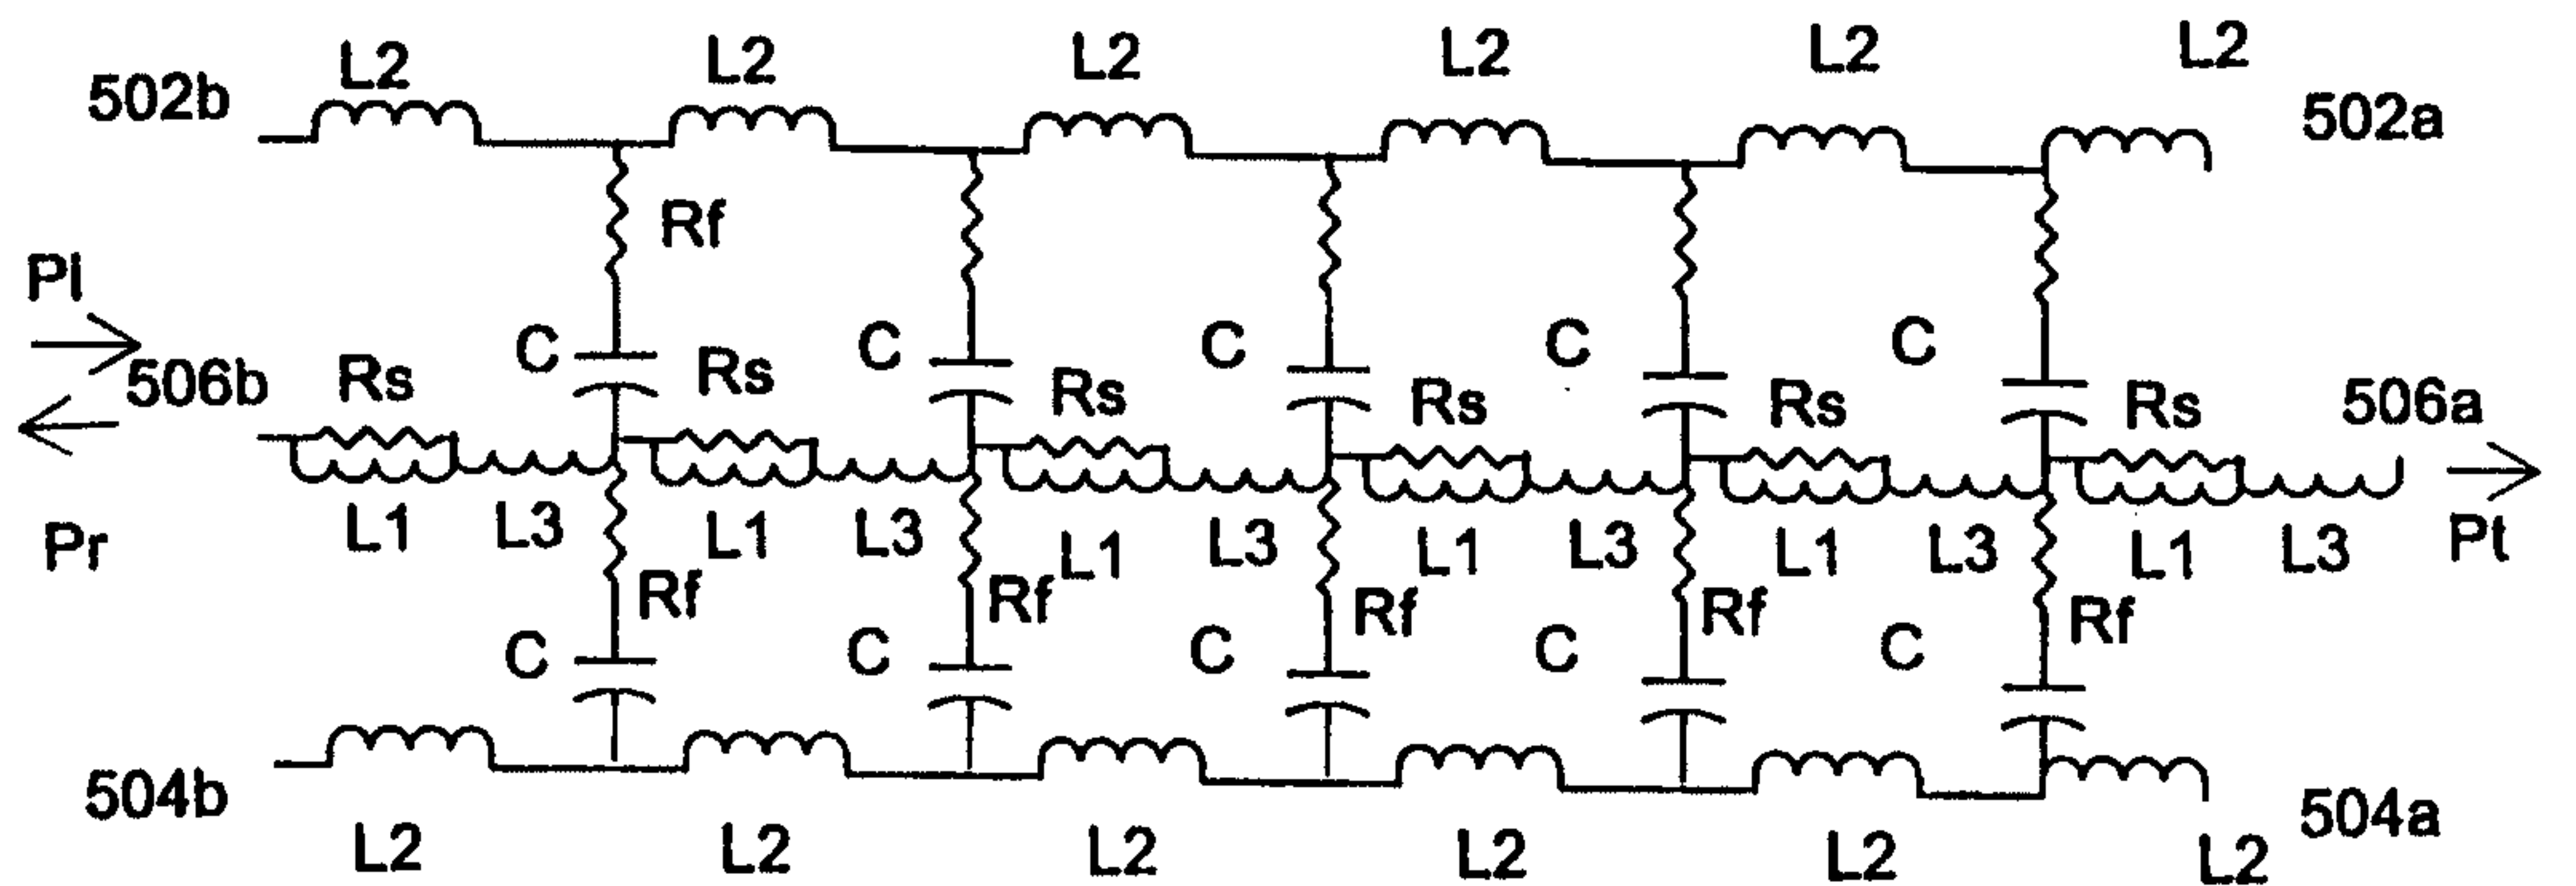 L2 L2 L2 L2 L2 L2
502b 502a
Rf
PI
C C C C C
506b Rs Rs Rs Rs Rs Rs 506a
Pr L1 L3 L1 L3 L1 L3 L1 L3 L1 L3 L1 L3 Pt
Rf Rf Rf Rf Rf
C C C C C
504b 504a
L2 L2 L2 L2 L2 L2